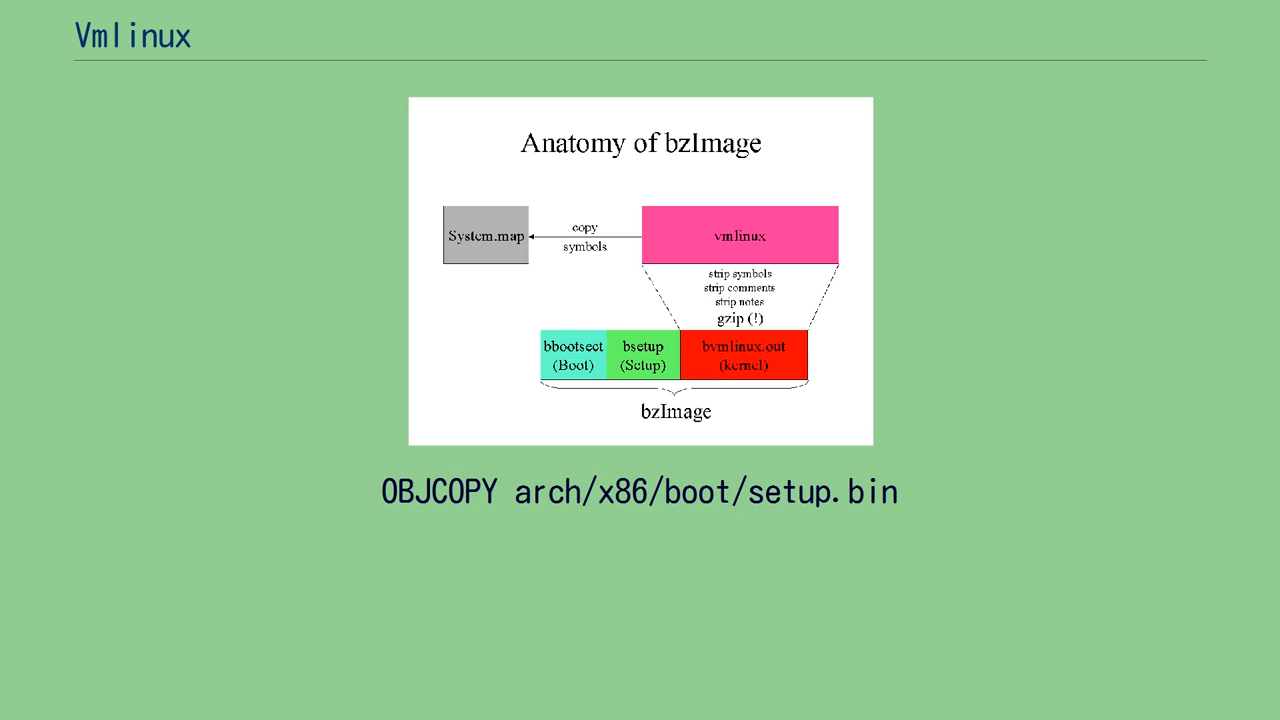 Vmlinux
Anatomy of bzImage
System.map
copy
symbols
vmlinux
strip symbols
strip comments
strip notes
gzip (!)
bbootsect
(Boot)
bsetup
(Setup)
bvmlinux.out
(kernel)
bzImage
OBJCOPY arch/x86/boot/setup.bin